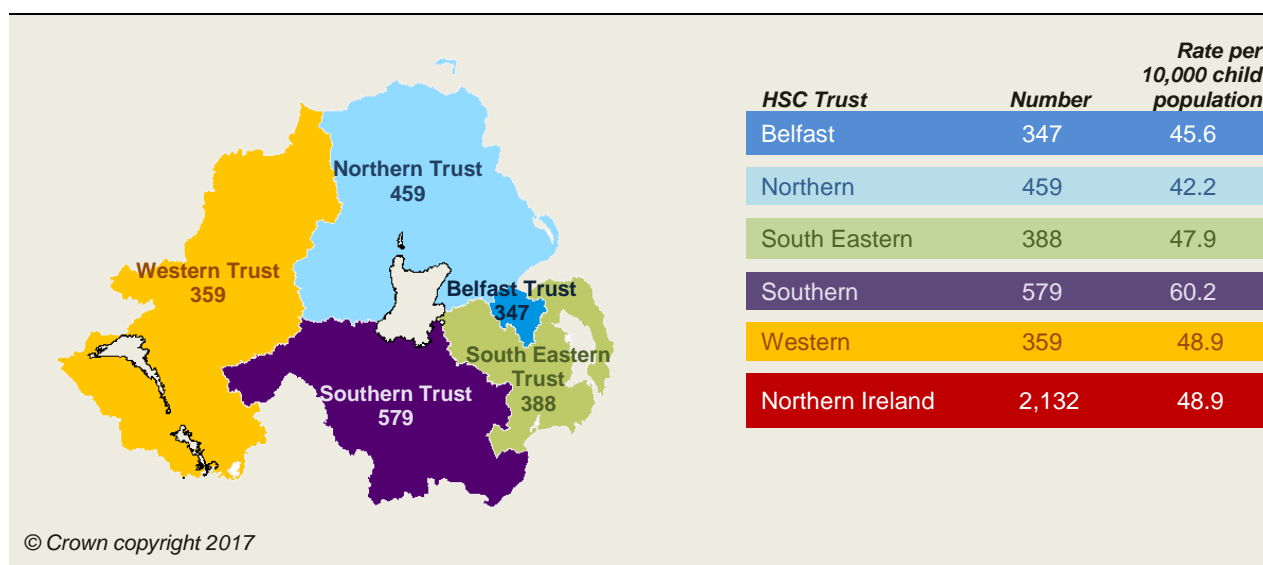 Northern Trust
459
Western Trust
359
Belfast Trust
347
South Eastern
Trust
388
Southern Trust
579
© Crown copyright 2017
Rate per
10,000 child
HSC Trust Number population
Belfast 347 45.6
Northern 459 42.2
South Eastern 388 47.9
Southern 579 60.2
Western 359 48.9
Northern Ireland 2,132 48.9